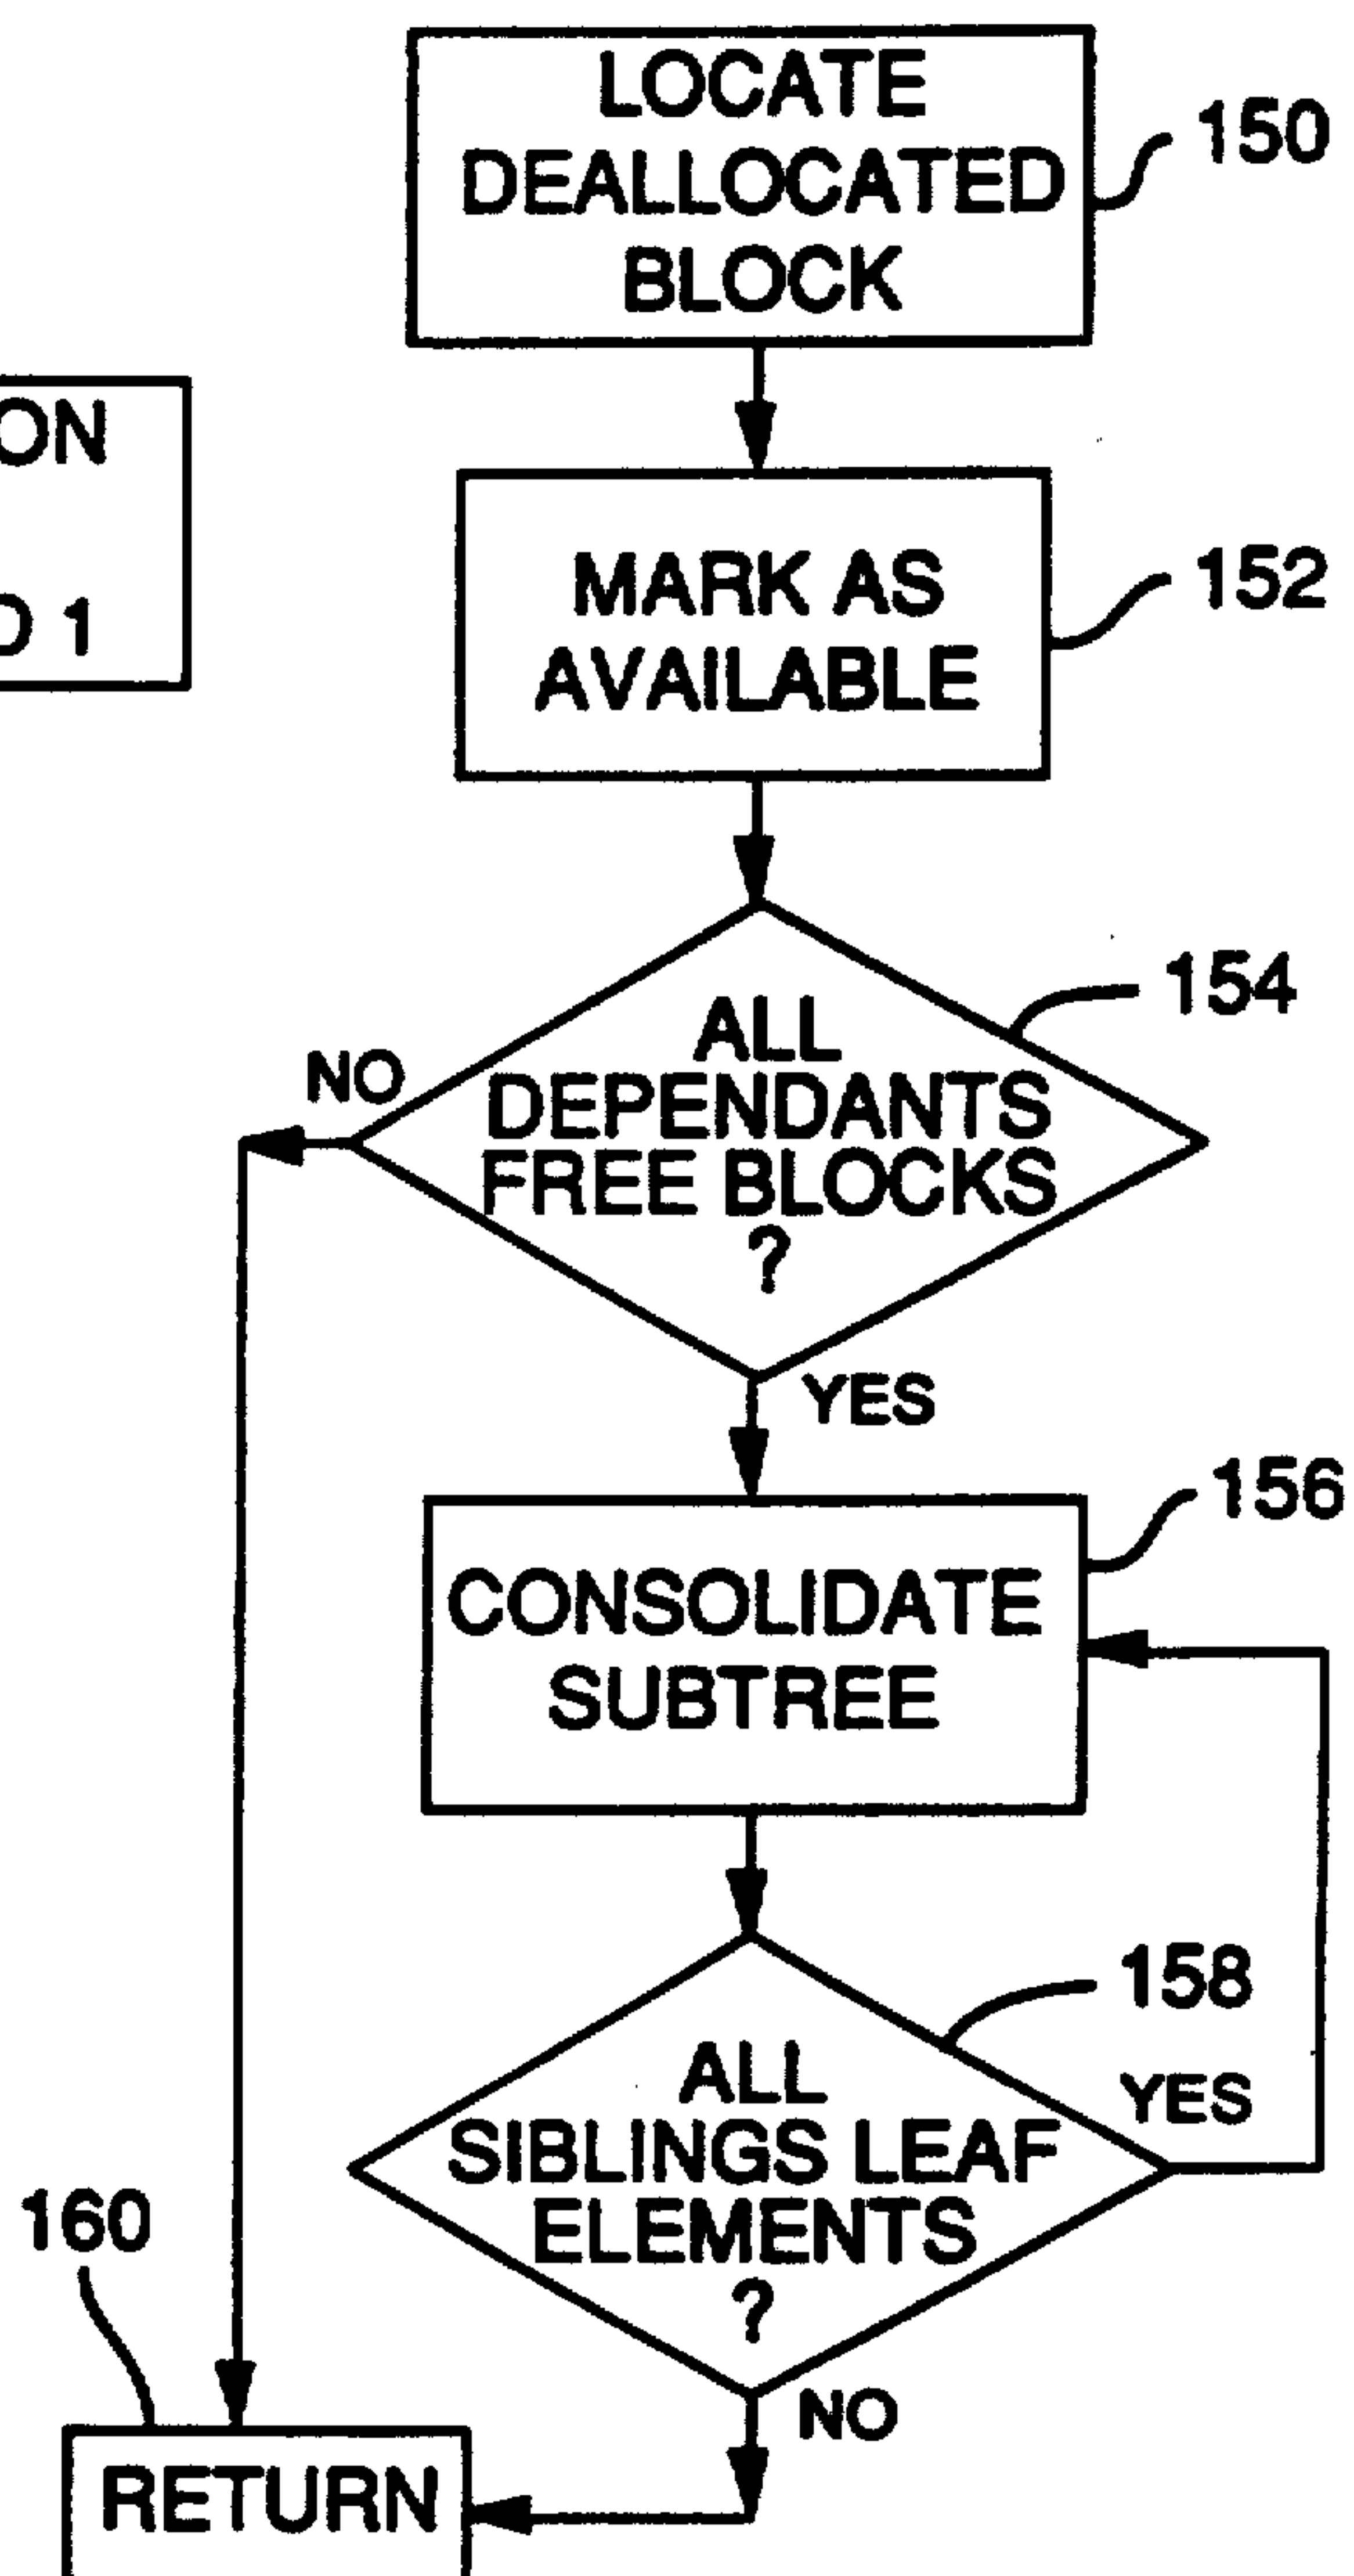 LOCATE
DEALLOCATED
BLOCK
150
ON
D 1
MARK AS
AVAILABLE
152
154
ALL
DEPENDANTS
FREE BLOCKS
?
NO
YES
156
CONSOLIDATE
SUBTREE
158
ALL
SIBLINGS LEAF
ELEMENTS
?
YES
NO
160
RETURN